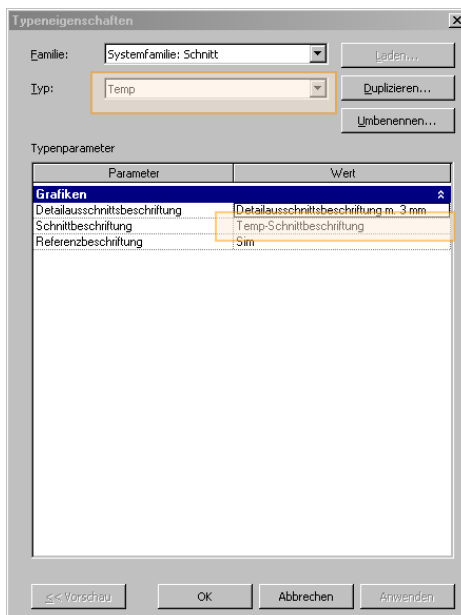 Typeneigenschaften
Familie: Systemfamilie: Schnitt Laden...
Typ: Temp Duplizieren...
Umbenennen...
Typenparameter
Parameter Wert
Grafiken
Detailausschnittsbeschriftung Detailausschnittsbeschriftung m. 3 mm
Schnittbeschriftung Temp-Schnittbeschriftung
Referenzbeschriftung Sim
<< Vorschau OK Abbrechen Anwenden